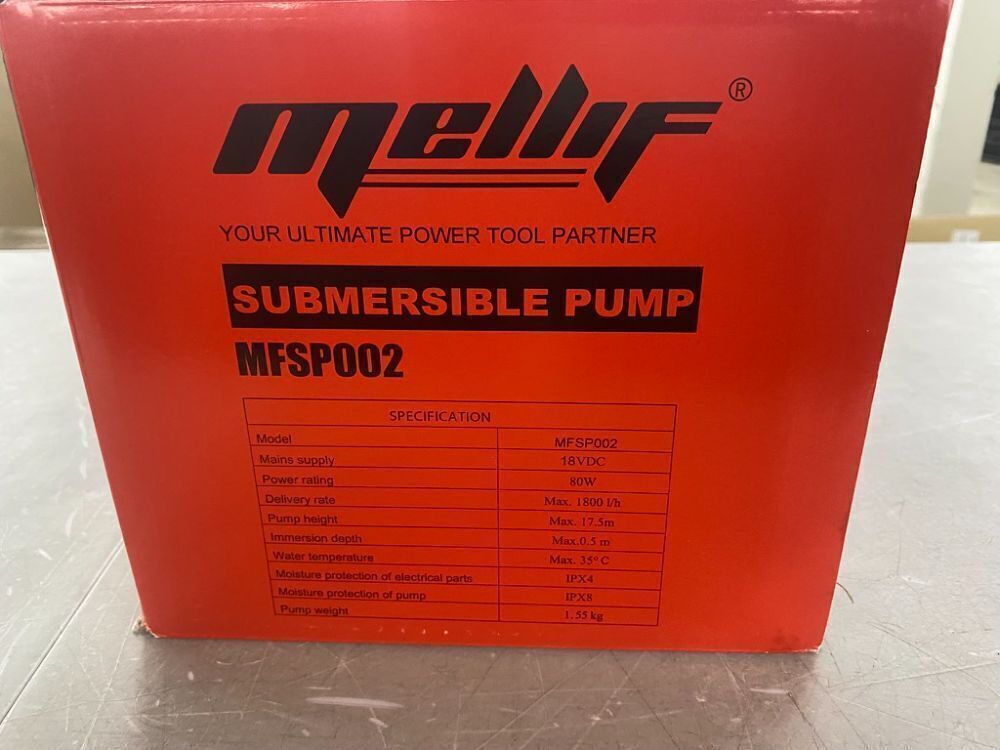 mellif®
YOUR ULTIMATE POWER TOOL PARTNER
SUBMERSIBLE PUMP
MFSP002
SPECIFICATION
Model MFSP002
Mains supply 18VDC
Power rating 80W
Delivery rate Max. 1800 l/h
Pump height Max. 17.5m
Immersion depth Max.0.5 m
Water temperature Max. 35° C
Moisture protection of electrical parts IPX4
Moisture protection of pump IPX8
Pump weight 1.55 kg